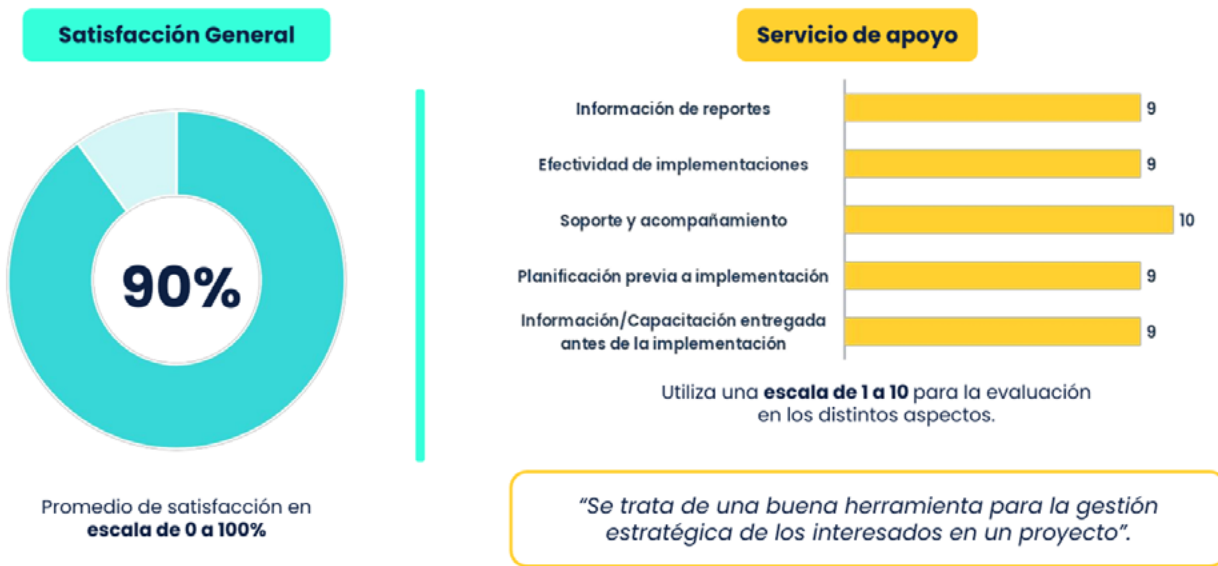 Satisfacción General
90%
Promedio de satisfacción en
escala de 0 a 100%
Servicio de apoyo
Información de reportes
9
Efectividad de implementaciones
9
Soporte y acompañamiento
10
Planificación previa a implementación
9
Información/Capacitación entregada
antes de la implementación
9
Utiliza una escala de 1 a 10 para la evaluación
en los distintos aspectos.
“Se trata de una buena herramienta para la gestión
estratégica de los interesados en un proyecto”.